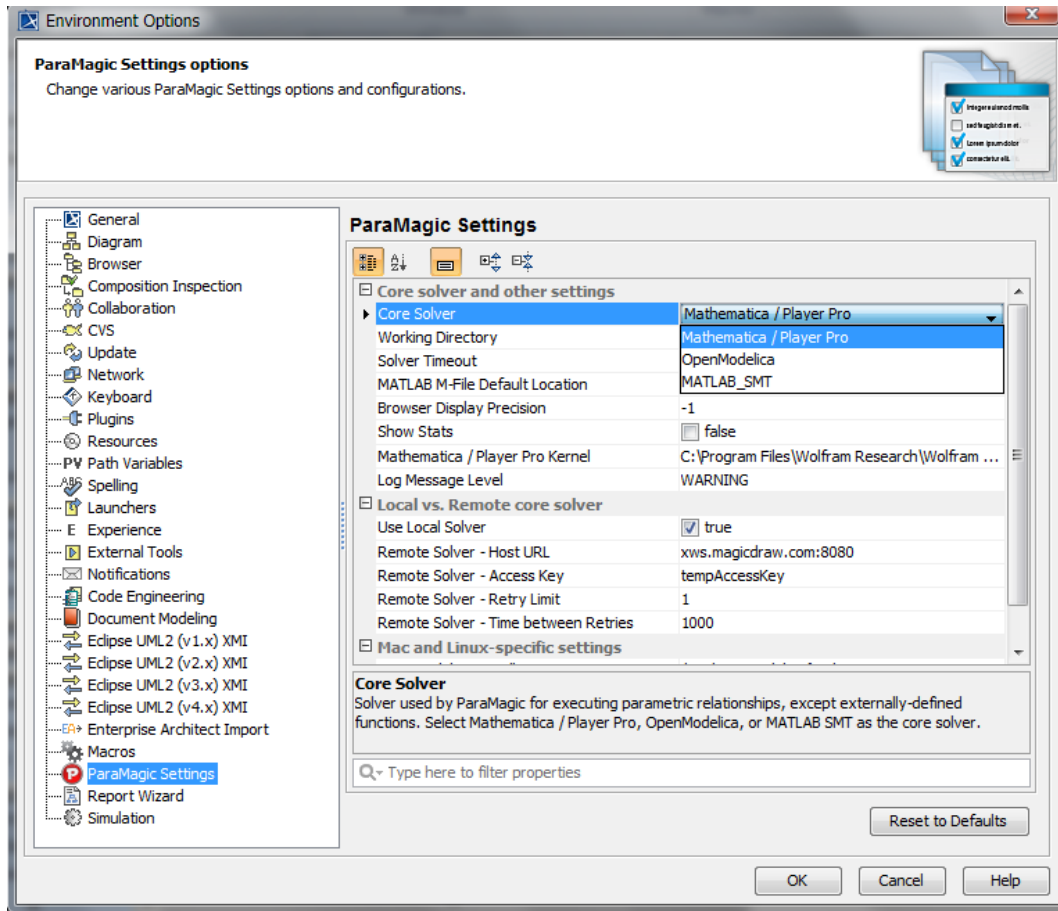 Environment Options
ParaMagic Settings options
Change various ParaMagic Settings options and configurations.
Lorem ipsum dolor
consectetur elit.
General
Diagram
Browser
Composition Inspection
Collaboration
CVS
Update
Network
Keyboard
Plugins
Resources
PV Path Variables
ABC Spelling
Launchers
E Experience
External Tools
Notifications
Code Engineering
Document Modeling
Eclipse UML2 (v1.x) XMI
Eclipse UML2 (v2.x) XMI
Eclipse UML2 (v3.x) XMI
Eclipse UML2 (v4.x) XMI
EA Enterprise Architect Import
Macros
P ParaMagic Settings
Report Wizard
Simulation
ParaMagic Settings
Core solver and other settings
Core Solver Mathematica / Player Pro
Mathematica / Player Pro
Working Directory
OpenModelica
Solver Timeout
MATLAB_SMT
MATLAB M-File Default Location
Browser Display Precision -1
Show Stats false
Mathematica / Player Pro Kernel C:\Program Files\Wolfram Research\Wolfram ...
Log Message Level WARNING
Local vs. Remote core solver
Use Local Solver true
Remote Solver - Host URL xws.magicdraw.com:8080
Remote Solver - Access Key tempAccessKey
Remote Solver - Retry Limit 1
Remote Solver - Time between Retries 1000
Mac and Linux-specific settings
Core Solver
Solver used by ParaMagic for executing parametric relationships, except externally-defined
functions. Select Mathematica / Player Pro, OpenModelica, or MATLAB SMT as the core solver.
Type here to filter properties
Reset to Defaults
OK Cancel Help